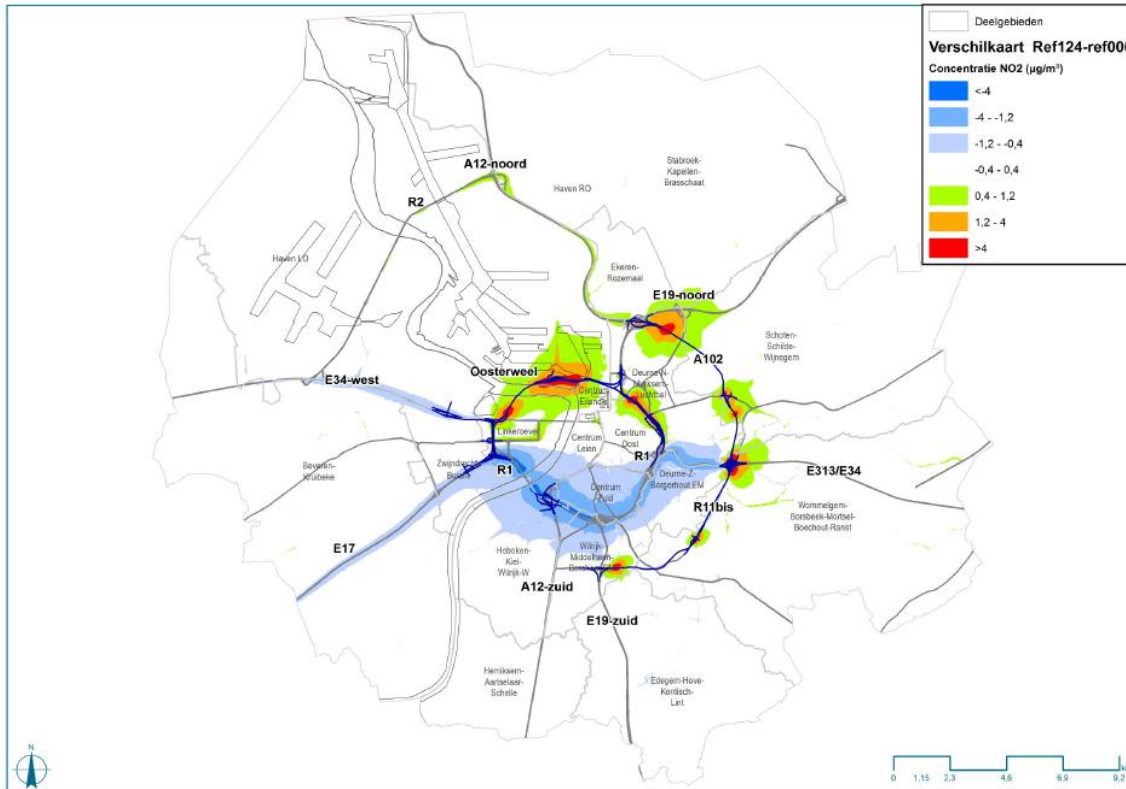 Deelgebieden
Verschilkaart Ref124-ref000
Concentratie NO2 (µg/m³)
<-4
-4 - -1,2
-1,2 - -0,4
-0,4 - 0,4
0,4 - 1,2
1,2 - 4
>4
A12-noord
Stabroek-
Kapellen-
Brasschaat
Haven RO
R2
Haven LO
Ekeren-
Rozemaai
E19-noord
Schoten-
Schilde-
Wijnegem
A102
Oosterweel
Deurne-N-
Merksem-
Luchtbal
E34-west
Centrum
Eilandje
Linkeroever
Centrum
Leien
Centrum
Oost
Beveren-
Kruibeke
Zwijndrecht-
R1
R1
Deurne-Z-
Borgerhout EM
E313/E34
Centrum
Zuid
R11bis
Wommelgem-
Borsbeek-Mortsel-
Boechout-Ranst
E17
Hoboken-
Kiel-
Wilrijk-W
Wilrijk-
Middelheim-
A12-zuid
E19-zuid
Hemiksem-
Aartselaar-
Schelle
Edegem-Hove-
Kontich-
Lint
N
0 1,15 2,3 4,6 6,9 9,2